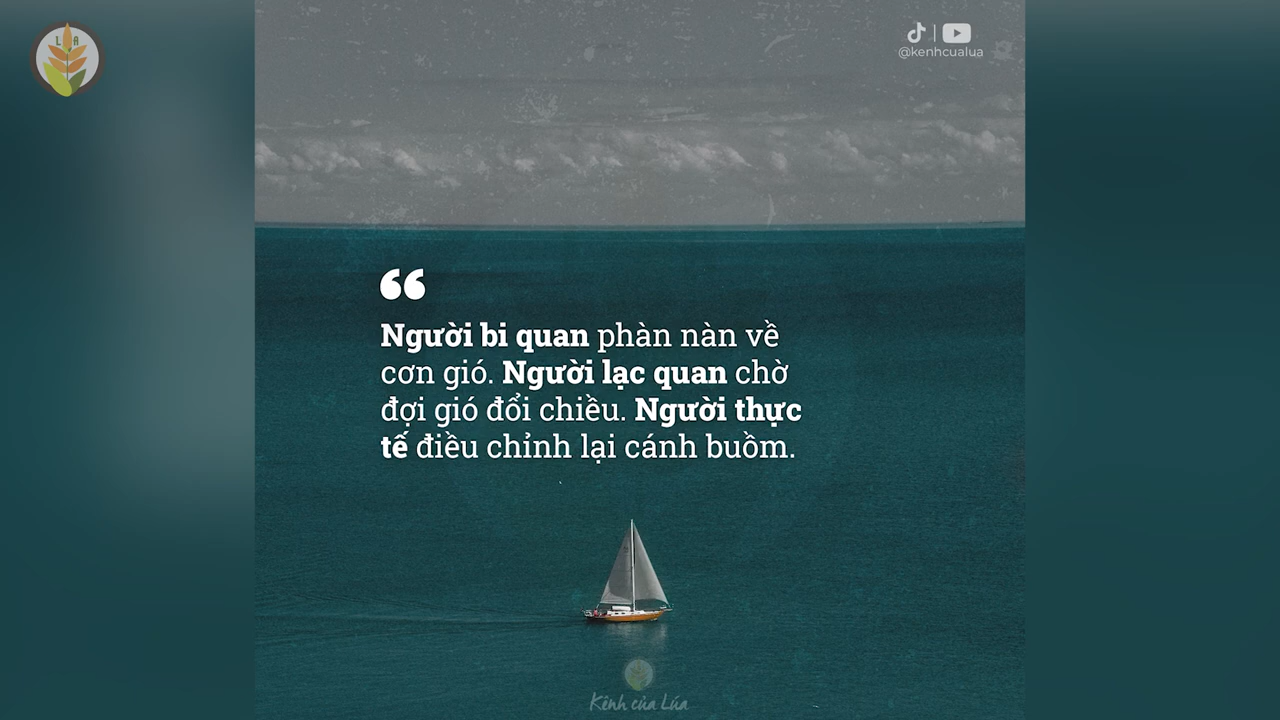 L A
@kenhcualua
“
Người bi quan phàn nàn về
cơn gió. Người lạc quan chờ
đợi gió đổi chiều. Người thực
tế điều chỉnh lại cánh buồm.
Kênh của Lúa